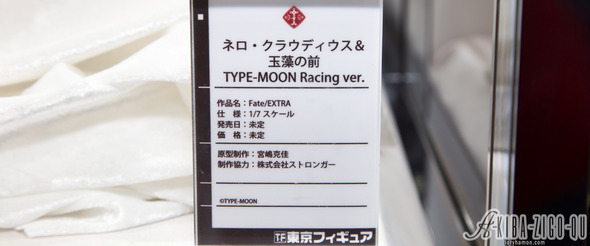 ネロ・クラウディウス＆
玉藻の前
TYPE-MOON Racing ver.
作品名：Fate/EXTRA
仕　様：1/7 スケール
発売日：未定
価　格：未定
原型制作：宮嶋克佳
制作協力：株式会社ストロンガー
©TYPE-MOON
TF 東京フィギュア
AKIBA-ZIGO-QU